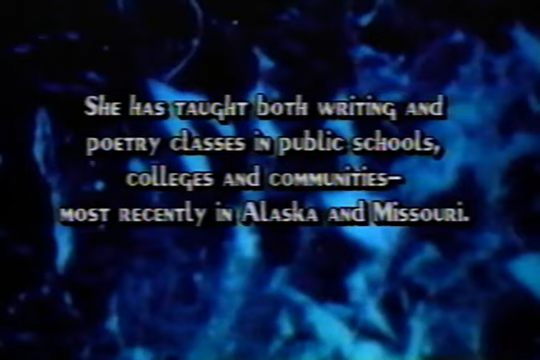 She has taught both writing and
poetry classes in public schools,
colleges and communities–
most recently in Alaska and Missouri.